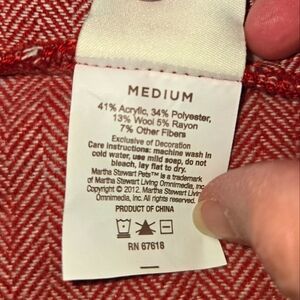 MEDIUM
41% Acrylic, 34% Polyester,
13% Wool 5% Rayon
7% Other Fibers
Exclusive of Decoration
Care instructions: machine wash in
cold water, use mild soap, do not
bleach, lay flat to dry.
Martha Stewart Pets™ is a trademark
of Martha Stewart Living Omnimedia, Inc.
Copyright © 2012. Martha Stewart Living
Omnimedia, Inc. All rights reserved.
PRODUCT OF CHINA
RN 67618